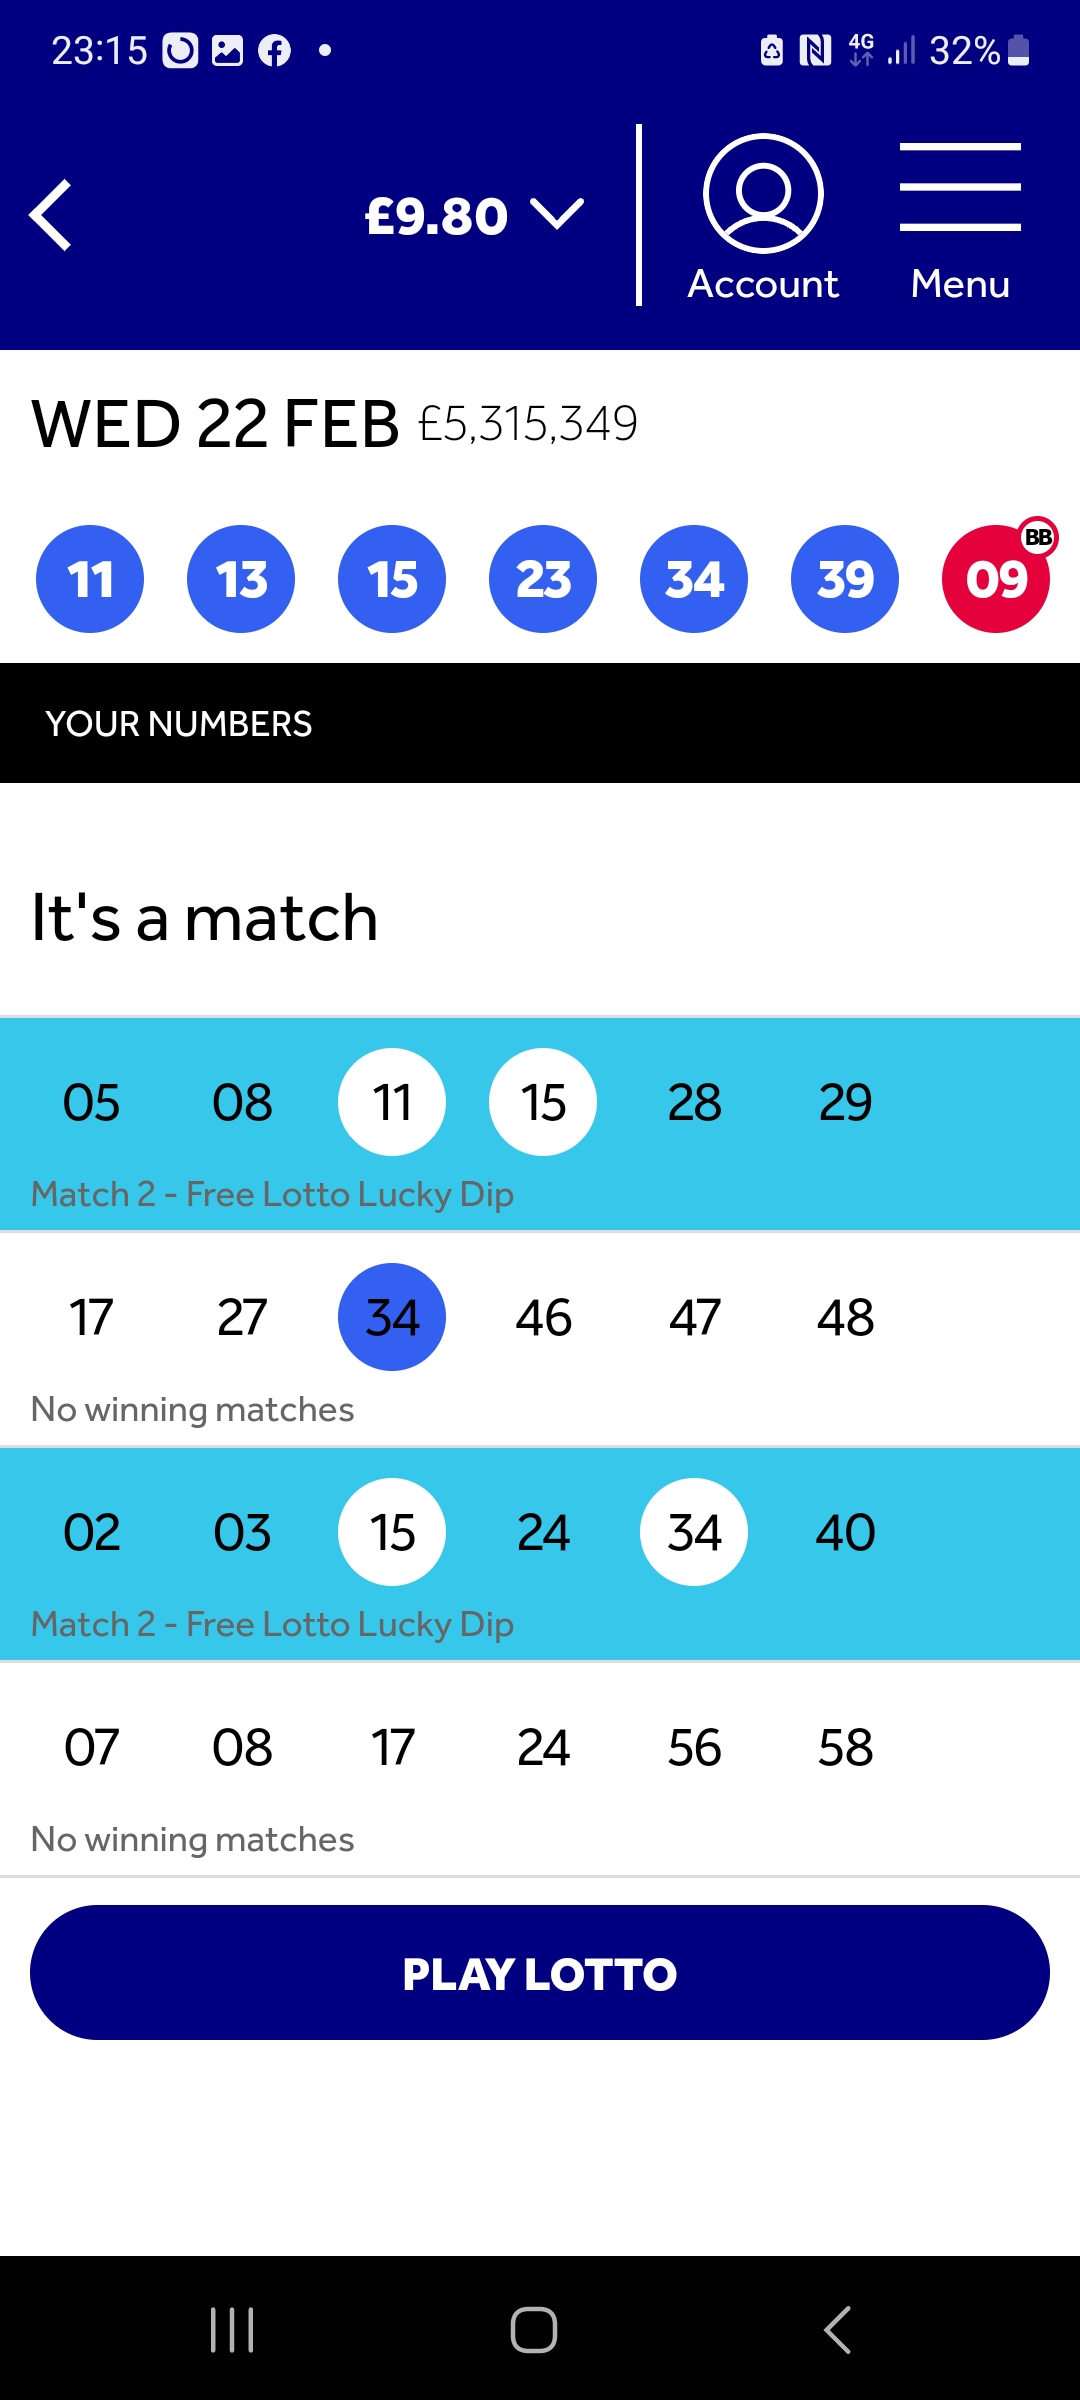 23:15 4G 32%
£9.80
Account Menu
WED 22 FEB £5,315,349
11 13 15 23 34 39 09 BB
YOUR NUMBERS
It's a match
05 08 11 15 28 29
Match 2 - Free Lotto Lucky Dip
17 27 34 46 47 48
No winning matches
02 03 15 24 34 40
Match 2 - Free Lotto Lucky Dip
07 08 17 24 56 58
No winning matches
PLAY LOTTO